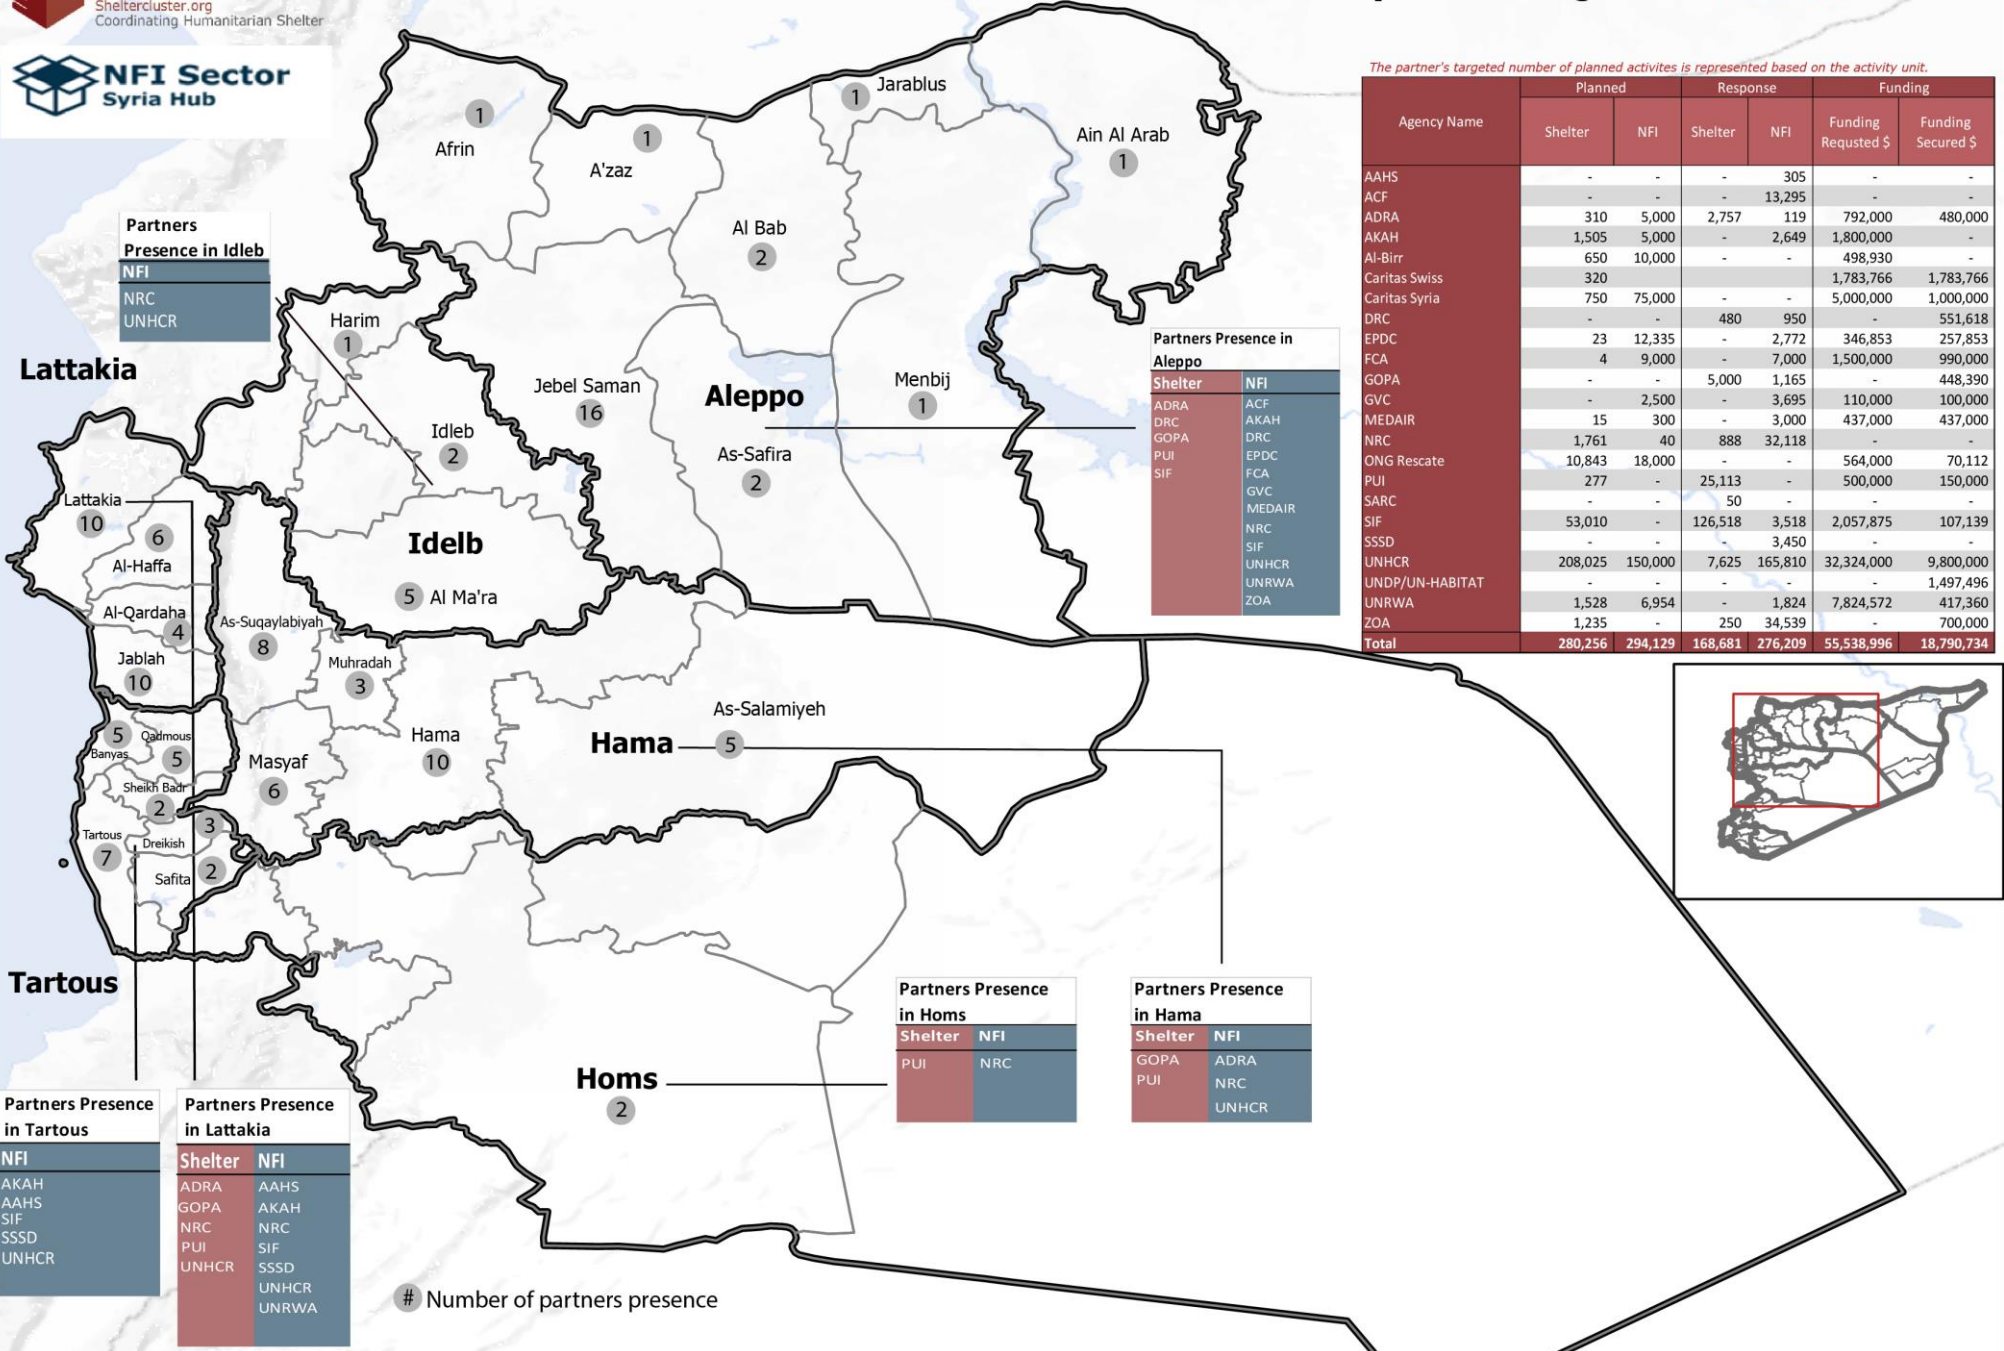 Sheltercluster.org
Coordinating Humanitarian Shelter
NFI Sector
Syria Hub
The partner's targeted number of planned activites is represented based on the activity unit.
Agency Name Planned Response Funding
Shelter NFI Shelter NFI Funding Requsted $ Funding Secured $
AAHS - - - 305 - -
ACF - - - 13,295 - -
ADRA 310 5,000 2,757 119 792,000 480,000
AKAH 1,505 5,000 - 2,649 1,800,000 -
Al-Birr 650 10,000 - - 498,930 -
Caritas Swiss 320 1,783,766 1,783,766
Caritas Syria 750 75,000 - - 5,000,000 1,000,000
DRC - - 480 950 - 551,618
EPDC 23 12,335 - 2,772 346,853 257,853
FCA 4 9,000 - 7,000 1,500,000 990,000
GOPA - - 5,000 1,165 - 448,390
GVC - 2,500 - 3,695 110,000 100,000
MEDAIR 15 300 - 3,000 437,000 437,000
NRC 1,761 40 888 32,118 - -
ONG Rescate 10,843 18,000 - - 564,000 70,112
PUI 277 - 25,113 - 500,000 150,000
SARC - - 50 - - -
SIF 53,010 - 126,518 3,518 2,057,875 107,139
SSSD - - - 3,450 - -
UNHCR 208,025 150,000 7,625 165,810 32,324,000 9,800,000
UNDP/UN-HABITAT - - - - - 1,497,496
UNRWA 1,528 6,954 - 1,824 7,824,572 417,360
ZOA 1,235 - 250 34,539 - 700,000
Total 280,256 294,129 168,681 276,209 55,538,996 18,790,734
1
Afrin
1
A'zaz
1 Jarablus
Ain Al Arab
1
Al Bab
2
Partners
Presence in Idleb
NFI
NRC
UNHCR
Harim
1
Lattakia
Jebel Saman
16
Aleppo
Menbij
1
Idleb
2
As-Safira
2
Partners Presence in
Aleppo
Shelter NFI
ADRA ACF
DRC AKAH
GOPA DRC
PUI EPDC
SIF FCA
GVC
MEDAIR
NRC
SIF
UNHCR
UNRWA
ZOA
Lattakia
10
6
Al-Haffa
Idelb
5 Al Ma'ra
Al-Qardaha
4
As-Suqaylabiyah
8
Jablah
10
Muhradah
3
As-Salamiyeh
Hama 5
Hama
10
5
Banyas
Qadmous
5
Masyaf
6
Sheikh Badr
2
3
Tartous
7
Dreikish
Safita 2
Tartous
Homs
2
Partners Presence
in Homs
Shelter NFI
PUI NRC
Partners Presence
in Hama
Shelter NFI
GOPA ADRA
PUI NRC
UNHCR
Partners Presence
in Tartous
NFI
AKAH
AAHS
SIF
SSSD
UNHCR
Partners Presence
in Lattakia
Shelter NFI
ADRA AAHS
GOPA AKAH
NRC NRC
PUI SIF
UNHCR SSSD
UNHCR
UNRWA
# Number of partners presence